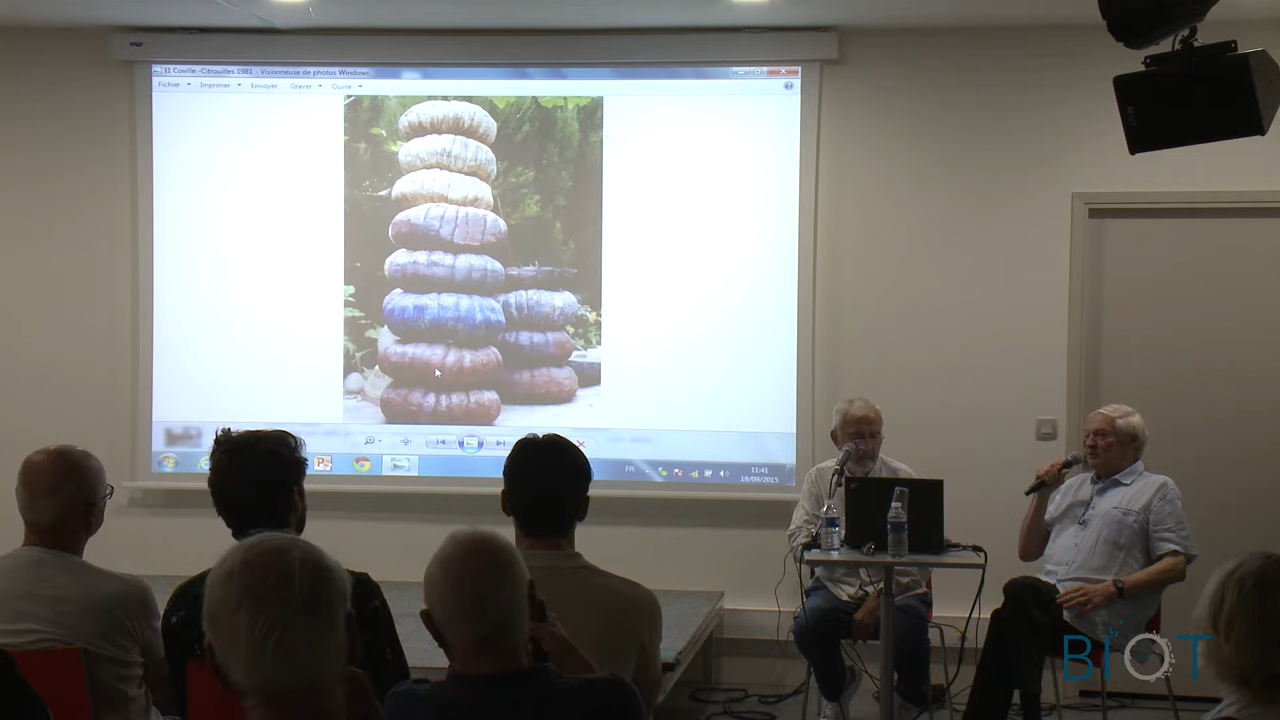 11 Coville -Citrouilles 1981 - Visionneuse de photos Windows
Fichier Imprimer Envoyer Graver Ouvrir
FR
11:41
19/09/2015
BIOT